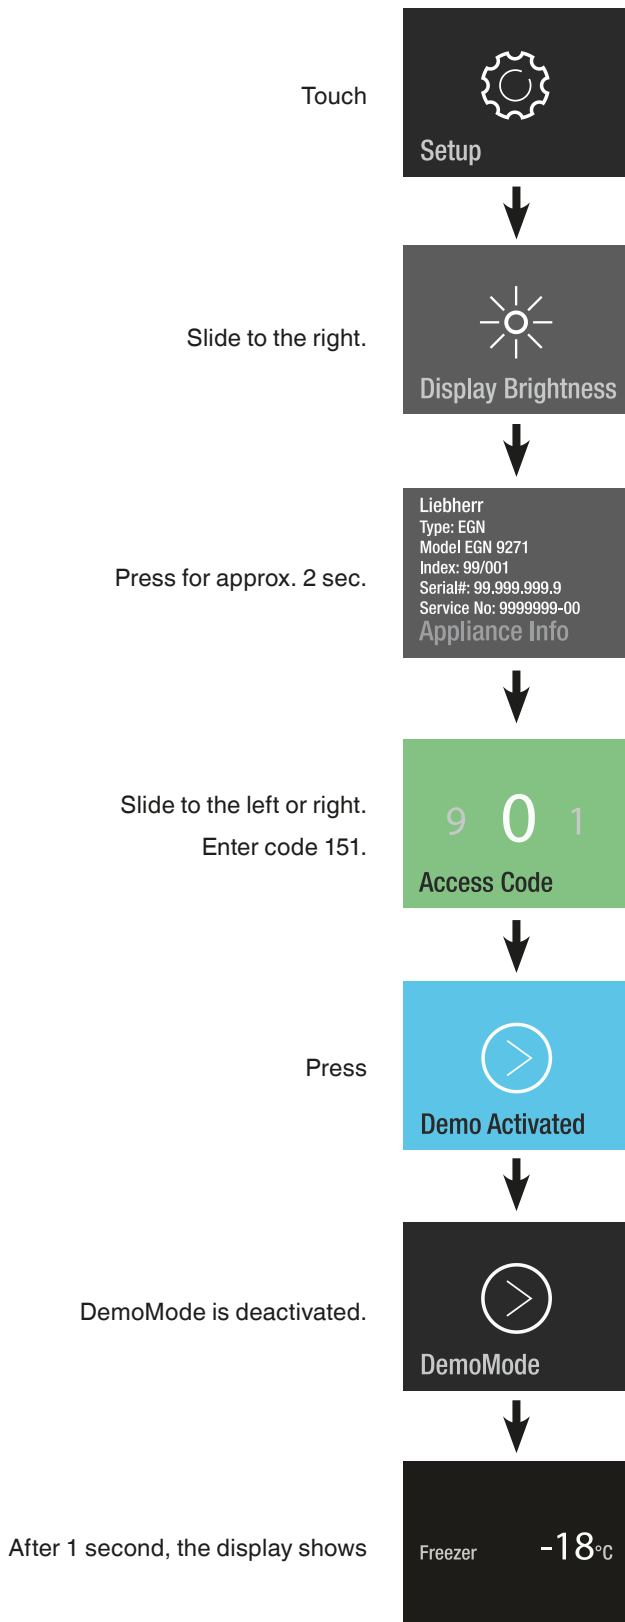 Touch
Setup
Slide to the right.
Display Brightness
Press for approx. 2 sec.
Liebherr
Type: EGN
Model EGN 9271
Index: 99/001
Serial#: 99.999.999.9
Service No: 9999999-00
Appliance Info
Slide to the left or right.
Enter code 151.
9 0 1
Access Code
Press
Demo Activated
DemoMode is deactivated.
DemoMode
After 1 second, the display shows
Freezer -18°C